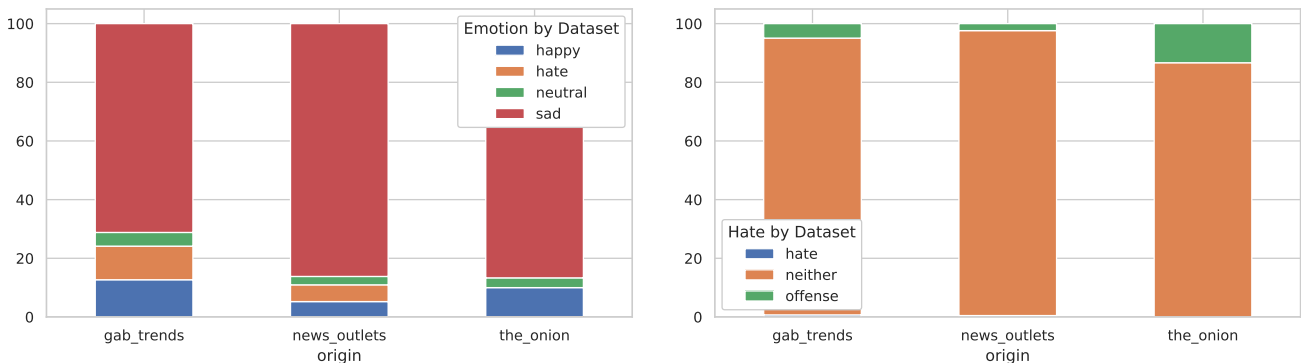 100
80
60
40
20
0
Emotion by Dataset
happy
hate
neutral
sad
gab_trends
news_outlets
the_onion
origin
100
80
60
40
20
0
Hate by Dataset
hate
neither
offense
gab_trends
news_outlets
the_onion
origin